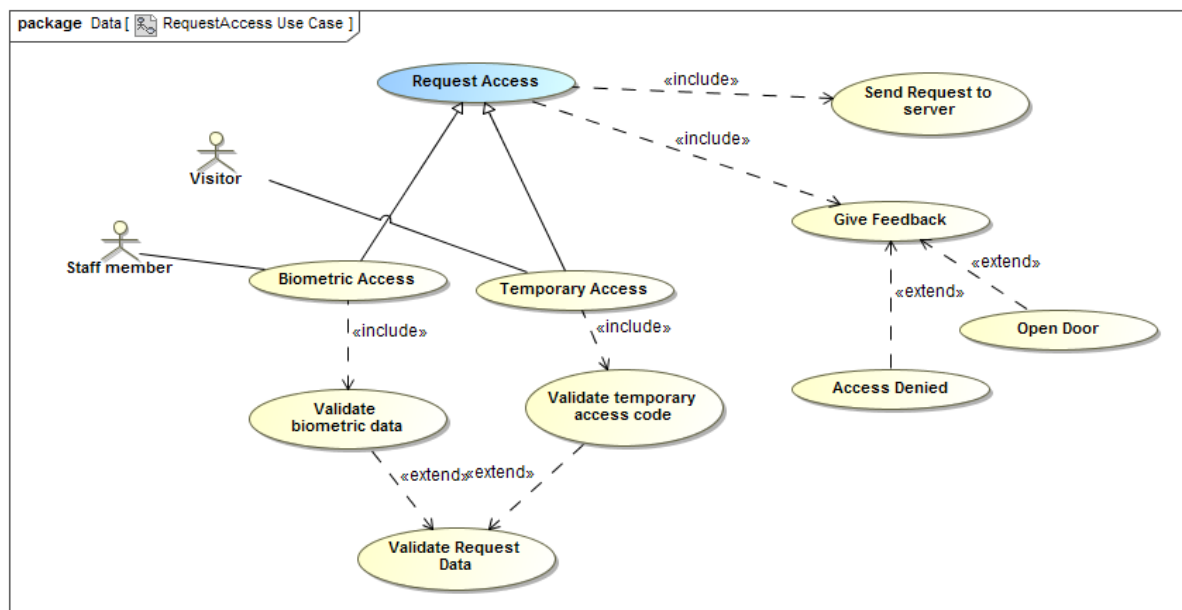 package Data [ RequestAccess Use Case ]
Request Access
«include»
Send Request to
server
«include»
Visitor
Give Feedback
Staff member
«extend»
Biometric Access
Temporary Access
«extend»
«include»
«include»
Open Door
Access Denied
Validate
biometric data
Validate temporary
access code
«extend»
«extend»
Validate Request
Data